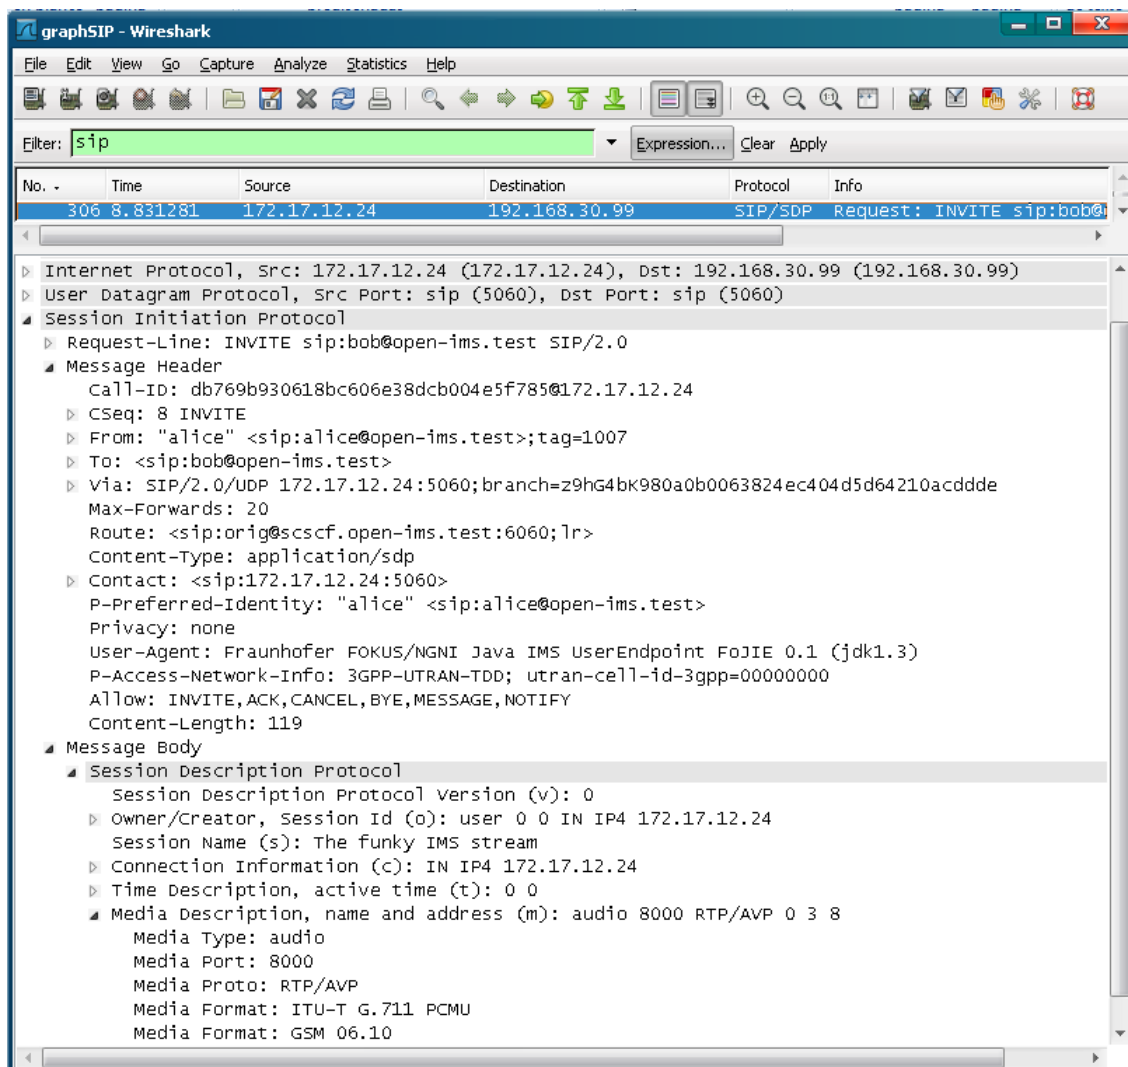 graphSIP - Wireshark
File Edit View Go Capture Analyze Statistics Help
Filter: sip Expression... Clear Apply
No. Time Source Destination Protocol Info
306 8.831281 172.17.12.24 192.168.30.99 SIP/SDP Request: INVITE sip:bob@
Internet Protocol, Src: 172.17.12.24 (172.17.12.24), Dst: 192.168.30.99 (192.168.30.99)
User Datagram Protocol, Src Port: sip (5060), Dst Port: sip (5060)
Session Initiation Protocol
Request-Line: INVITE sip:bob@open-ims.test SIP/2.0
Message Header
Call-ID: db769b930618bc606e38dcb004e5f785@172.17.12.24
CSeq: 8 INVITE
From: "alice" <sip:alice@open-ims.test>;tag=1007
To: <sip:bob@open-ims.test>
Via: SIP/2.0/UDP 172.17.12.24:5060;branch=z9hG4bK980a0b0063824ec404d5d64210acddde
Max-Forwards: 20
Route: <sip:orig@scscf.open-ims.test:6060;lr>
Content-Type: application/sdp
Contact: <sip:172.17.12.24:5060>
P-Preferred-Identity: "alice" <sip:alice@open-ims.test>
Privacy: none
User-Agent: Fraunhofer FOKUS/NGNI Java IMS UserEndpoint FoJIE 0.1 (jdk1.3)
P-Access-Network-Info: 3GPP-UTRAN-TDD; utran-cell-id-3gpp=00000000
Allow: INVITE,ACK,CANCEL,BYE,MESSAGE,NOTIFY
Content-Length: 119
Message Body
Session Description Protocol
Session Description Protocol Version (v): 0
Owner/Creator, Session Id (o): user 0 0 IN IP4 172.17.12.24
Session Name (s): The funky IMS stream
Connection Information (c): IN IP4 172.17.12.24
Time Description, active time (t): 0 0
Media Description, name and address (m): audio 8000 RTP/AVP 0 3 8
Media Type: audio
Media Port: 8000
Media Proto: RTP/AVP
Media Format: ITU-T G.711 PCMU
Media Format: GSM 06.10